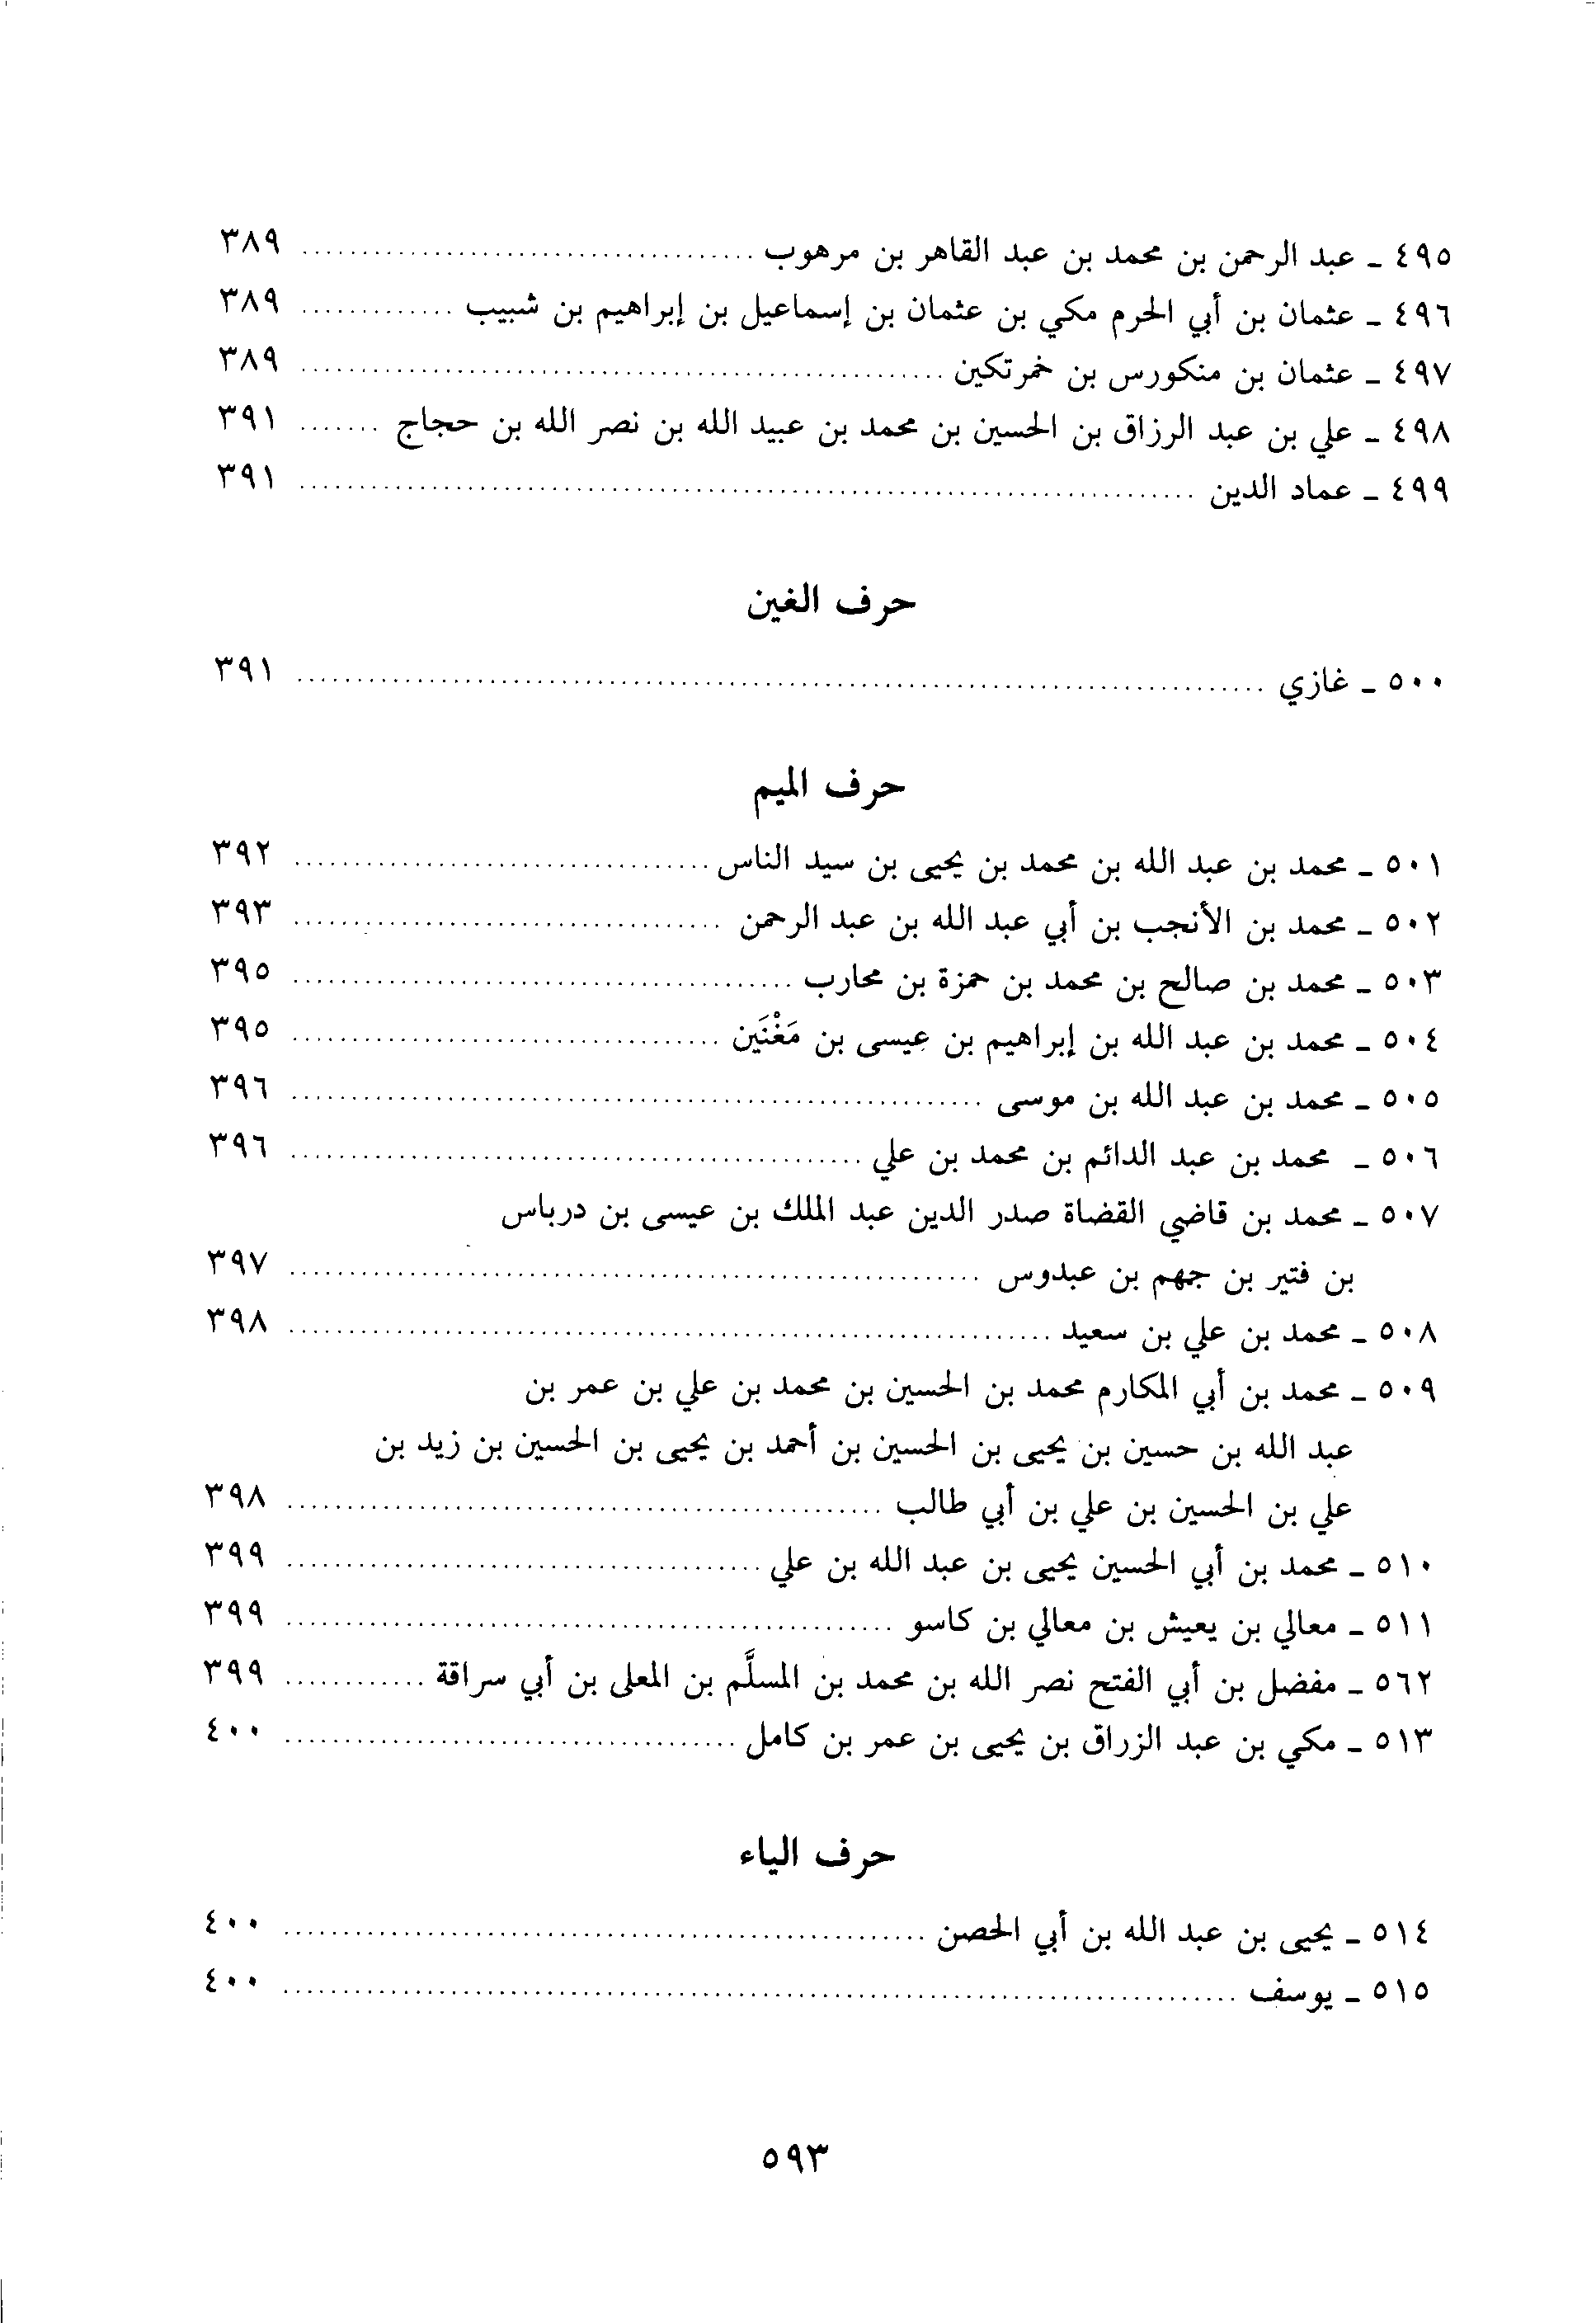 ٤٩٥ - عبد الرحمن بن محمد بن عبد القاهر بن مرهوب ........ ٣٨٩
٤٩٦ - عثمان بن أبي الحرم مكي بن عثمان بن إسماعيل بن إبراهيم بن شبيب ........ ٣٨٩
٤٩٧ - عثمان بن منكورس بن خمرتكين ........ ٣٨٩
٤٩٨ - علي بن عبد الرزاق بن الحسين بن محمد بن عبيد الله بن نصر الله بن حجاج ........ ٣٩١
٤٩٩ - عماد الدين ........ ٣٩١
حرف الغين
٥٠٠ - غازي ........ ٣٩١
حرف الميم
٥٠١ - محمد بن عبد الله بن محمد بن يحيى بن سيد الناس ........ ٣٩٢
٥٠٢ - محمد بن الأنجب بن أبي عبد الله بن عبد الرحمن ........ ٣٩٣
٥٠٣ - محمد بن صالح بن محمد بن حمزة بن محارب ........ ٣٩٥
٥٠٤ - محمد بن عبد الله بن إبراهيم بن عيسى بن مَغْنَين ........ ٣٩٥
٥٠٥ - محمد بن عبد الله بن موسى ........ ٣٩٦
٥٠٦ - محمد بن عبد الدائم بن محمد بن علي ........ ٣٩٦
٥٠٧ - محمد بن قاضي القضاة صدر الدين عبد الملك بن عيسى بن درباس
بن فتير بن جهم بن عبدوس ........ ٣٩٧
٥٠٨ - محمد بن علي بن سعيد ........ ٣٩٨
٥٠٩ - محمد بن أبي المكارم محمد بن الحسين بن محمد بن علي بن عمر بن
عبد الله بن حسين بن يحيى بن الحسين بن أحمد بن يحيى بن الحسين بن زيد بن
علي بن الحسين بن علي بن أبي طالب ........ ٣٩٨
٥١٠ - محمد بن أبي الحسين يحيى بن عبد الله بن علي ........ ٣٩٩
٥١١ - معالي بن يعيش بن معالي بن كاسو ........ ٣٩٩
٥٦٢ - مفضل بن أبي الفتح نصر الله بن محمد بن المسلَّم بن المعلى بن أبي سراقة ........ ٣٩٩
٥١٣ - مكي بن عبد الزراق بن يحيى بن عمر بن كامل ........ ٤٠٠
حرف الياء
٥١٤ - يحيى بن عبد الله بن أبي الحصن ........ ٤٠٠
٥١٥ - يوسف ........ ٤٠٠
٥٩٣